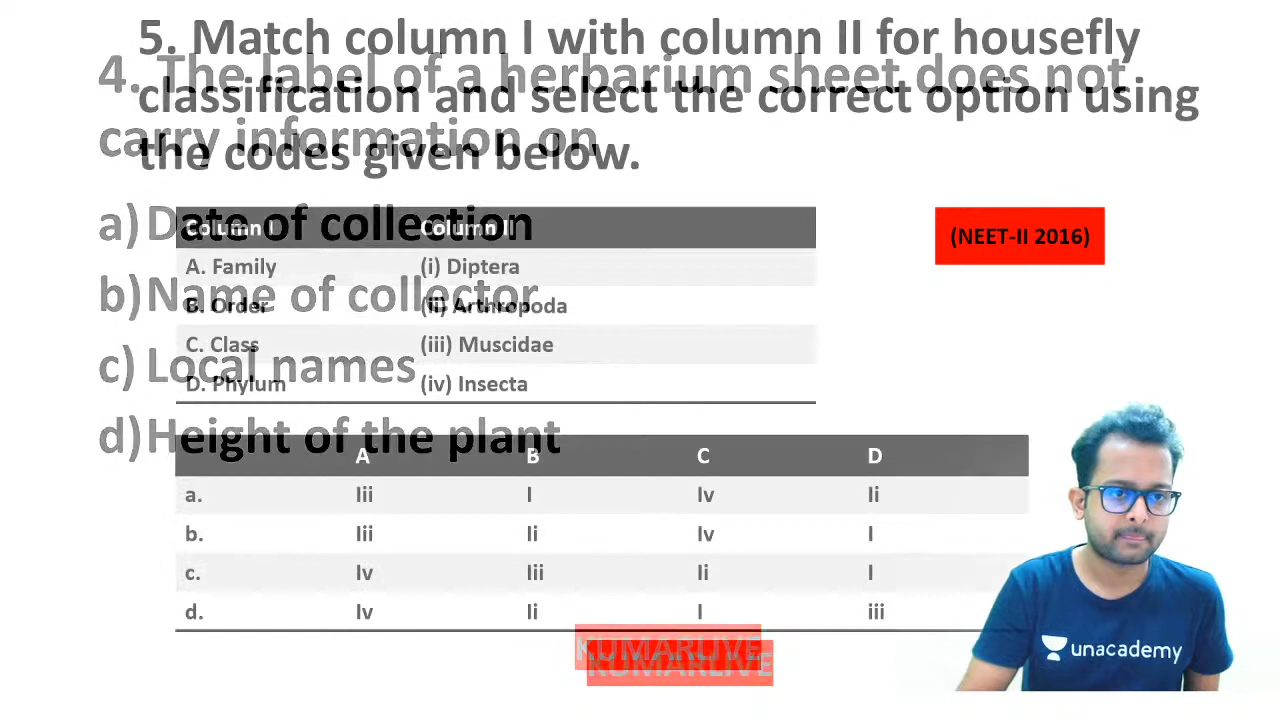 5. Match column I with column II for housefly
classification and select the correct option using
the codes given below.
4. The label of a herbarium sheet does not
carry information on
a) Date of collection
b) Name of collector
c) Local names
d) Height of the plant
(NEET-II 2016)
Column I Column II
A. Family (i) Diptera
B. Order (ii) Arthropoda
C. Class (iii) Muscidae
D. Phylum (iv) Insecta
A B C D
a. Iii I Iv Ii
b. Iii Ii Iv I
c. Iv Iii Ii I
d. Iv Ii I iii
KUMARLIVE
KUMARLIVE
unacademy